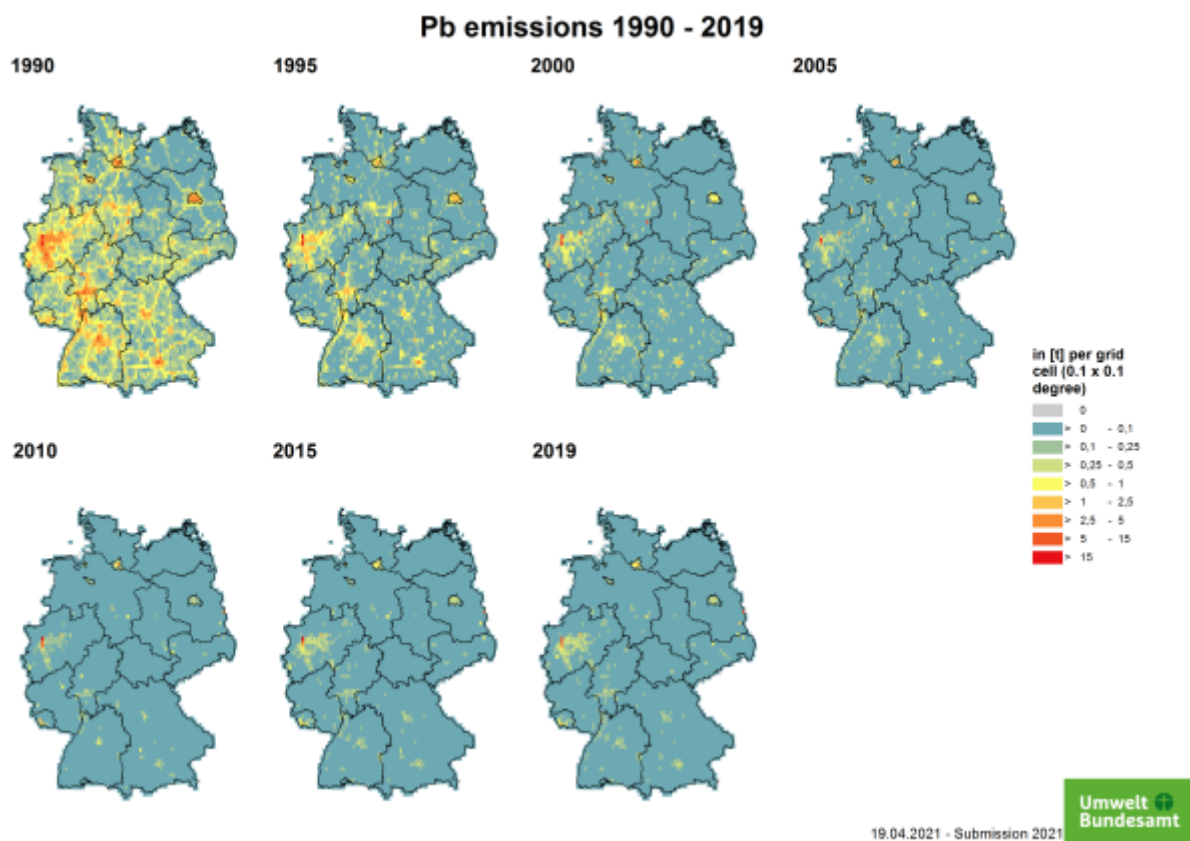 Pb emissions 1990 - 2019
1990
1995
2000
2005
in [t] per grid
cell (0.1 x 0.1
degree)
0
> 0 - 0,1
> 0,1 - 0,25
> 0,25 - 0,5
> 0,5 - 1
> 1 - 2,5
> 2,5 - 5
> 5 - 15
> 15
2010
2015
2019
19.04.2021 - Submission 2021
Umwelt
Bundesamt